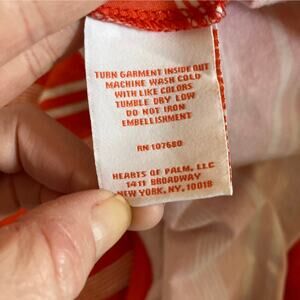 TURN GARMENT INSIDE OUT
MACHINE WASH COLD
WITH LIKE COLORS
TUMBLE DRY LOW
DO NOT IRON
EMBELLISHMENT
RN 107680
HEARTS OF PALM, LLC
1411 BROADWAY
NEW YORK, NY, 10018